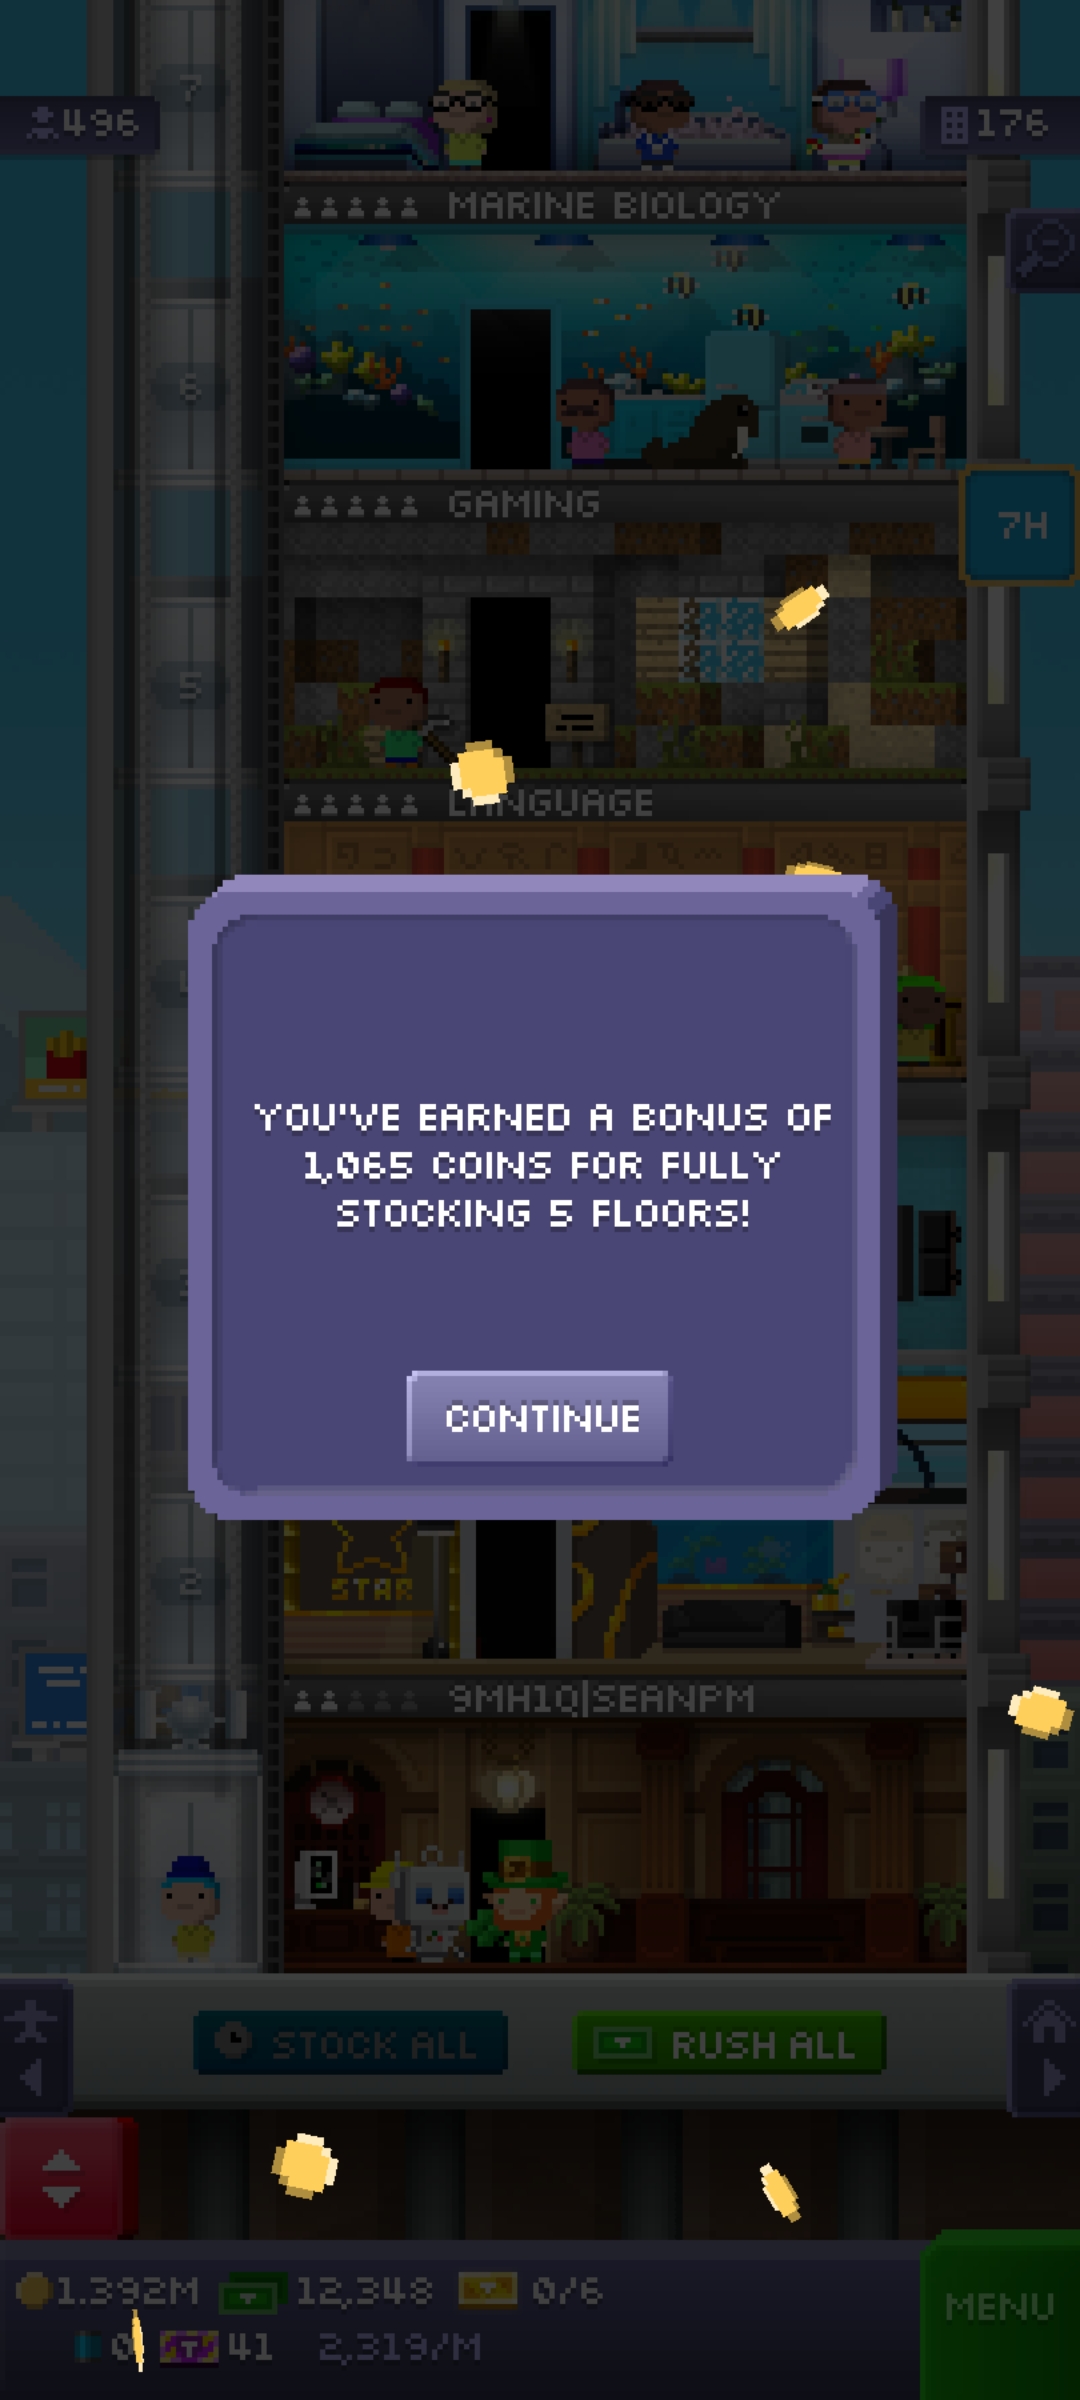 7
496
176
MARINE BIOLOGY
6
GAMING
7H
5
LANGUAGE
YOU'VE EARNED A BONUS OF
1,065 COINS FOR FULLY
STOCKING 5 FLOORS!
CONTINUE
2
STAR
9MH1Q|SEANPM
STOCK ALL
RUSH ALL
1.392M
12,348
0/6
MENU
0
41
2,319/M